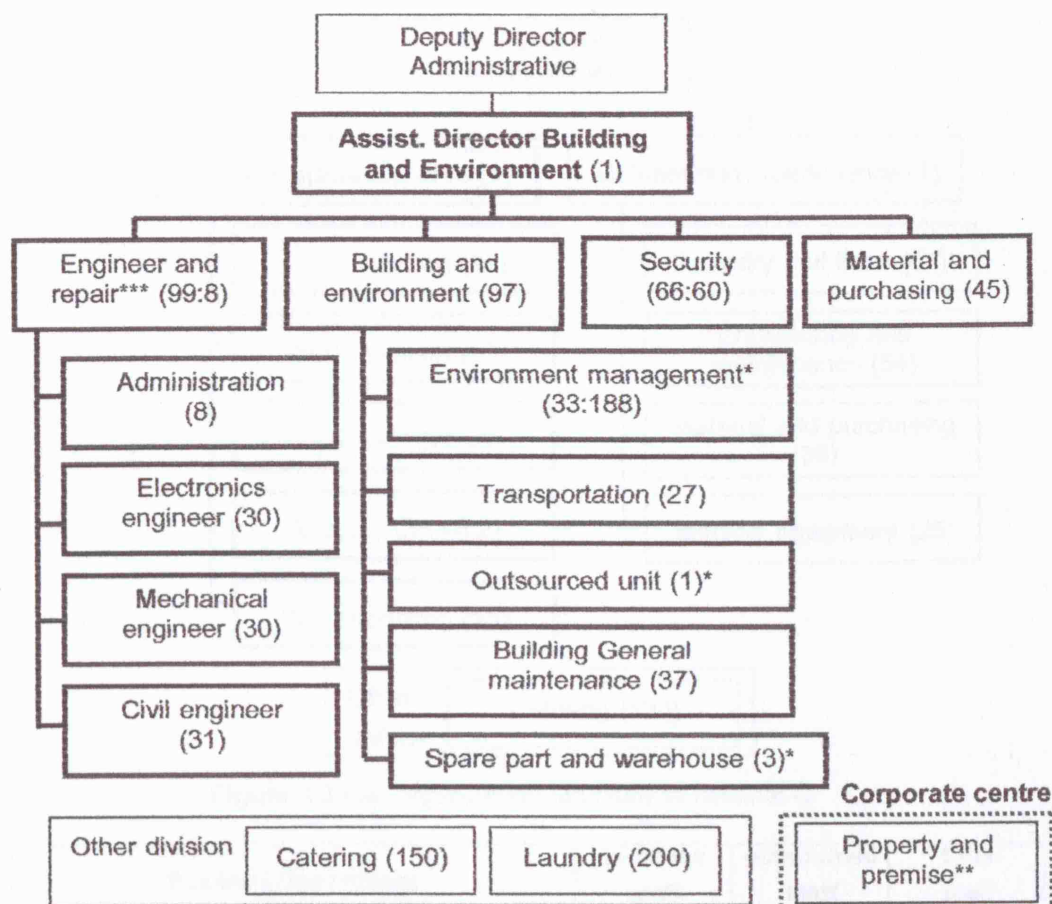 Deputy Director
Administrative
Assist. Director Building
and Environment (1)
Engineer and
repair*** (99:8)
Building and
environment (97)
Security
(66:60)
Material and
purchasing (45)
Administration
(8)
Electronics
engineer (30)
Mechanical
engineer (30)
Civil engineer
(31)
Environment management*
(33:188)
Transportation (27)
Outsourced unit (1)*
Building General
maintenance (37)
Spare part and warehouse (3)*
Other division
Catering (150)
Laundry (200)
Corporate centre
Property and
premise**